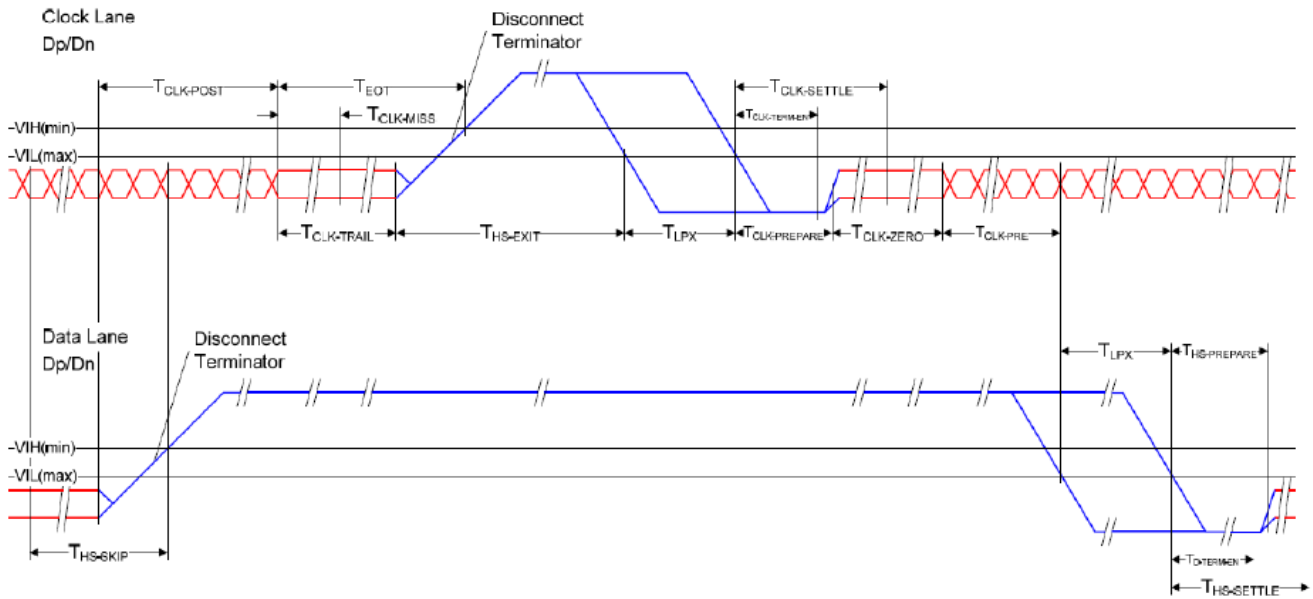 Clock Lane
Dp/Dn
Disconnect
Terminator
TCLK-POST
TEOT
TCLK-SETTLE
TCLK-MISS
TCLK-TERM-EN
VIH(min)
VIL(max)
TCLK-TRAIL
THS-EXIT
TLPX
TCLK-PREPARE
TCLK-ZERO
TCLK-PRE
Data Lane
Dp/Dn
Disconnect
Terminator
TLPX
THS-PREPARE
VIH(min)
VIL(max)
THS-SKIP
TD-TERM-EN
THS-SETTLE